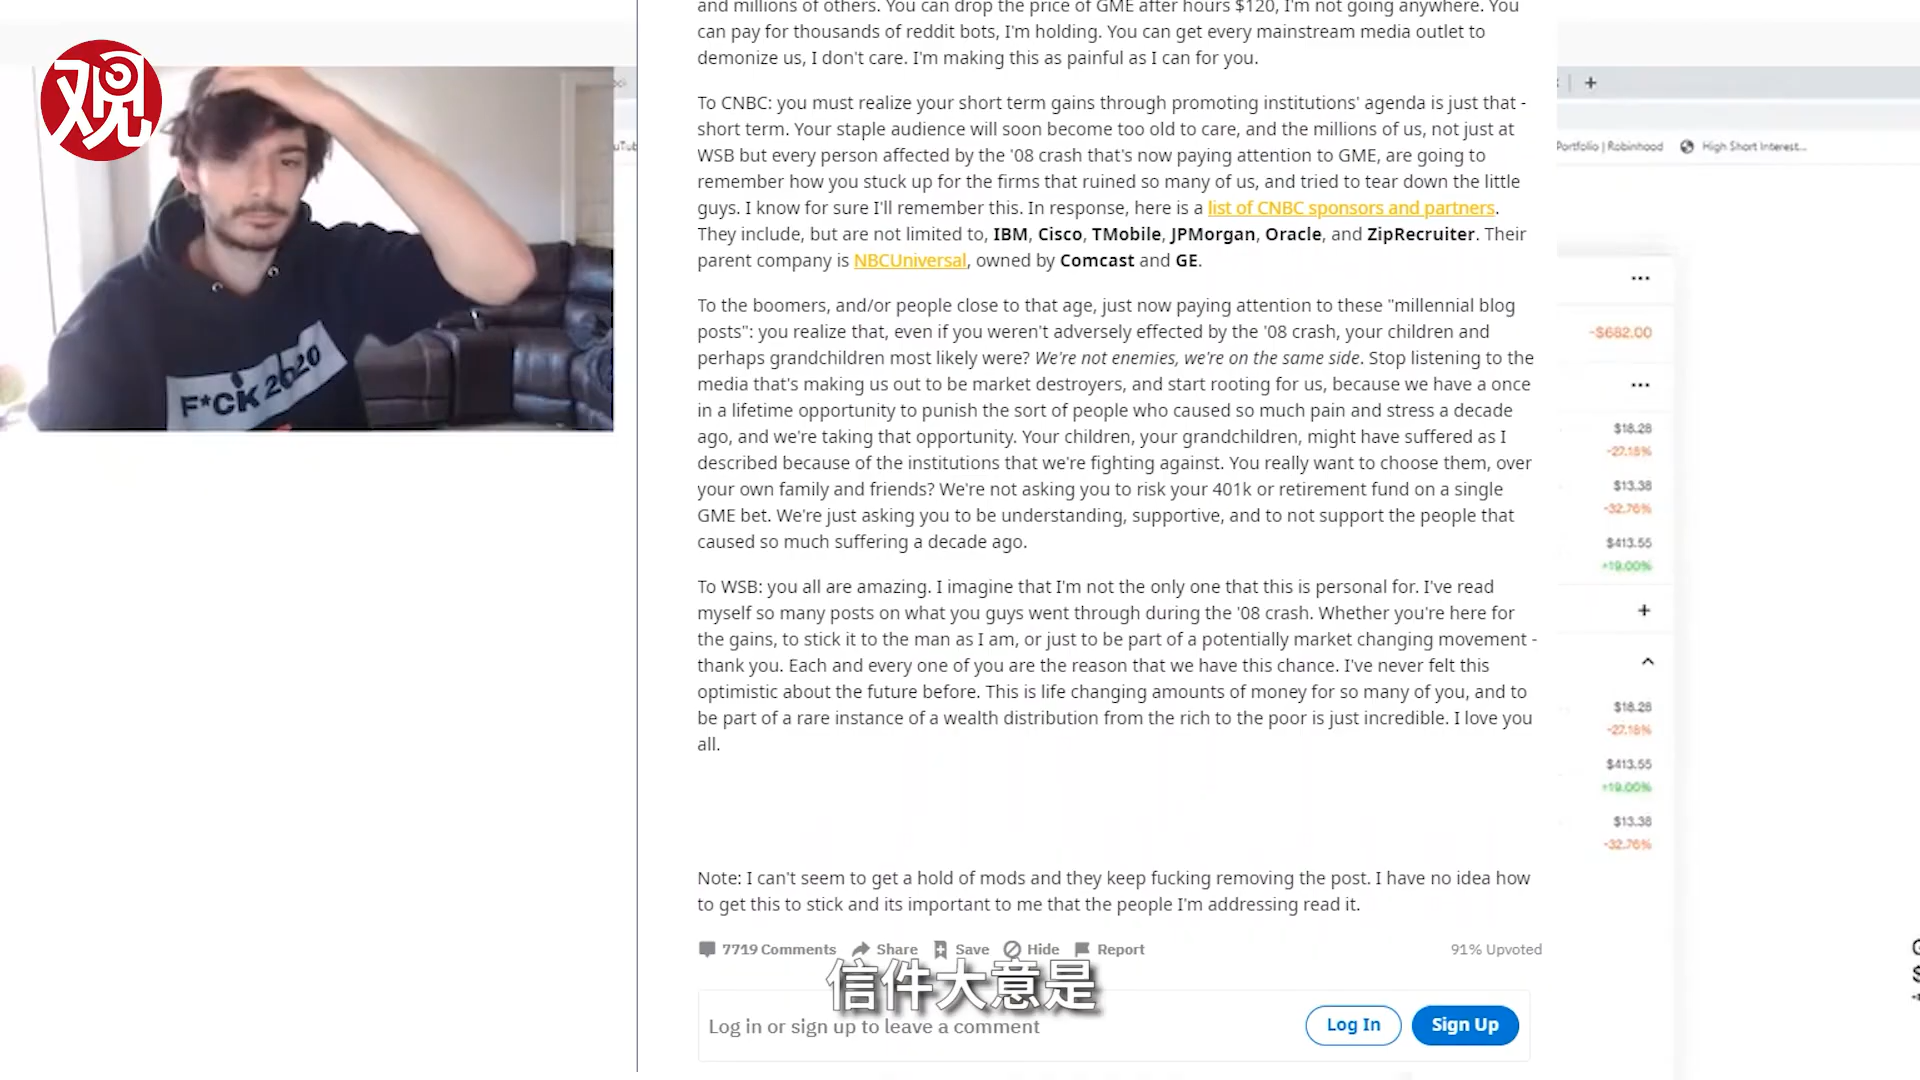 观
F*CK 2020
uTub
and millions of others. You can drop the price of GME after hours $120, I'm not going anywhere. You
can pay for thousands of reddit bots, I'm holding. You can get every mainstream media outlet to
demonize us, I don't care. I'm making this as painful as I can for you.
To CNBC: you must realize your short term gains through promoting institutions' agenda is just that -
short term. Your staple audience will soon become too old to care, and the millions of us, not just at
WSB but every person affected by the '08 crash that's now paying attention to GME, are going to
remember how you stuck up for the firms that ruined so many of us, and tried to tear down the little
guys. I know for sure I'll remember this. In response, here is a list of CNBC sponsors and partners.
They include, but are not limited to, IBM, Cisco, TMobile, JPMorgan, Oracle, and ZipRecruiter. Their
parent company is NBCUniversal, owned by Comcast and GE.
To the boomers, and/or people close to that age, just now paying attention to these "millennial blog
posts": you realize that, even if you weren't adversely effected by the '08 crash, your children and
perhaps grandchildren most likely were? We're not enemies, we're on the same side. Stop listening to the
media that's making us out to be market destroyers, and start rooting for us, because we have a once
in a lifetime opportunity to punish the sort of people who caused so much pain and stress a decade
ago, and we're taking that opportunity. Your children, your grandchildren, might have suffered as I
described because of the institutions that we're fighting against. You really want to choose them, over
your own family and friends? We're not asking you to risk your 401k or retirement fund on a single
GME bet. We're just asking you to be understanding, supportive, and to not support the people that
caused so much suffering a decade ago.
To WSB: you all are amazing. I imagine that I'm not the only one that this is personal for. I've read
myself so many posts on what you guys went through during the '08 crash. Whether you're here for
the gains, to stick it to the man as I am, or just to be part of a potentially market changing movement -
thank you. Each and every one of you are the reason that we have this chance. I've never felt this
optimistic about the future before. This is life changing amounts of money for so many of you, and to
be part of a rare instance of a wealth distribution from the rich to the poor is just incredible. I love you
all.
Note: I can't seem to get a hold of mods and they keep fucking removing the post. I have no idea how
to get this to stick and its important to me that the people I'm addressing read it.
7719 Comments Share Save Hide Report 91% Upvoted
信件大意是
Log in or sign up to leave a comment Log In Sign Up
Portfolio | Robinhood High Short Interest...
-$682.00
$18.28
-27.18%
$13.38
-32.76%
$413.55
+19.00%
+
$18.28
-27.18%
$413.55
+19.00%
$13.38
-32.76%